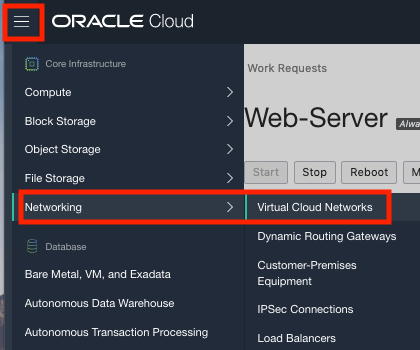 ORACLE Cloud
Core Infrastructure
Work Requests
Compute
Web-Server
Block Storage
Object Storage
File Storage
Start
Stop
Reboot
Networking
Virtual Cloud Networks
Dynamic Routing Gateways
Database
Customer-Premises
Equipment
Bare Metal, VM, and Exadata
Autonomous Data Warehouse
IPSec Connections
Autonomous Transaction Processing
Load Balancers